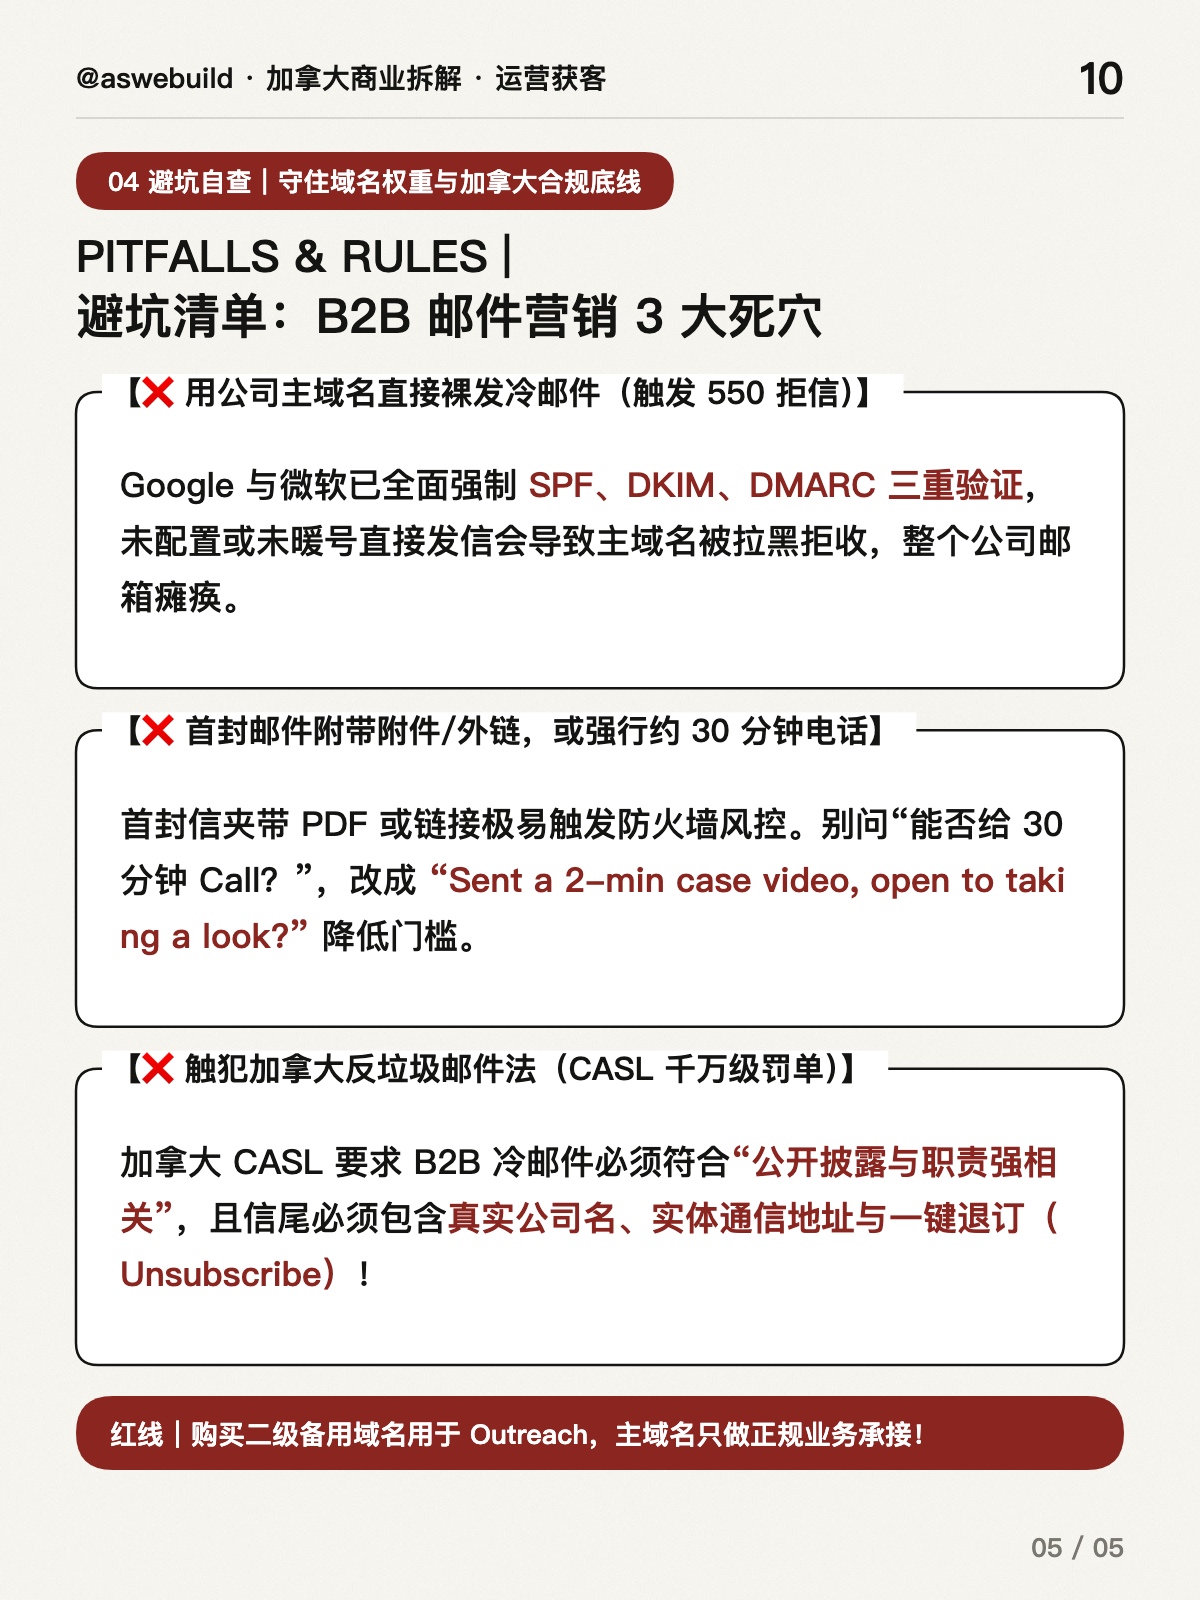 @aswebuild · 加拿大商业拆解 · 运营获客
10
04 避坑自查｜守住域名权重与加拿大合规底线
PITFALLS & RULES |
避坑清单：B2B 邮件营销 3 大死穴
【❌ 用公司主域名直接裸发冷邮件（触发 550 拒信）】
Google 与微软已全面强制 SPF、DKIM、DMARC 三重验证，
未配置或未暖号直接发信会导致主域名被拉黑拒收，整个公司邮
箱瘫痪。
【❌ 首封邮件附带附件/外链，或强行约 30 分钟电话】
首封信夹带 PDF 或链接极易触发防火墙风控。别问“能否给 30
分钟 Call？”，改成 “Sent a 2-min case video, open to taki
ng a look?” 降低门槛。
【❌ 触犯加拿大反垃圾邮件法（CASL 千万级罚单）】
加拿大 CASL 要求 B2B 冷邮件必须符合“公开披露与职责强相
关”，且信尾必须包含真实公司名、实体通信地址与一键退订（
Unsubscribe）！
红线｜购买二级备用域名用于 Outreach，主域名只做正规业务承接！
05 / 05